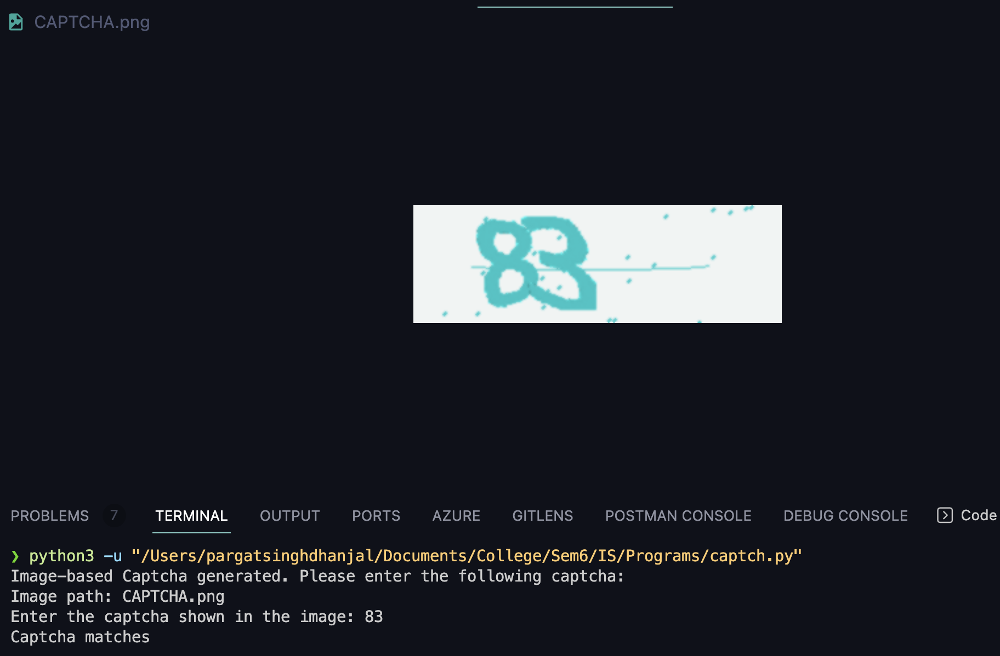 CAPTCHA.png
83
PROBLEMS 7 TERMINAL OUTPUT PORTS AZURE GITLENS POSTMAN CONSOLE DEBUG CONSOLE Code
❯ python3 -u "/Users/pargatsinghdhanjal/Documents/College/Sem6/IS/Programs/captch.py"
Image-based Captcha generated. Please enter the following captcha:
Image path: CAPTCHA.png
Enter the captcha shown in the image: 83
Captcha matches